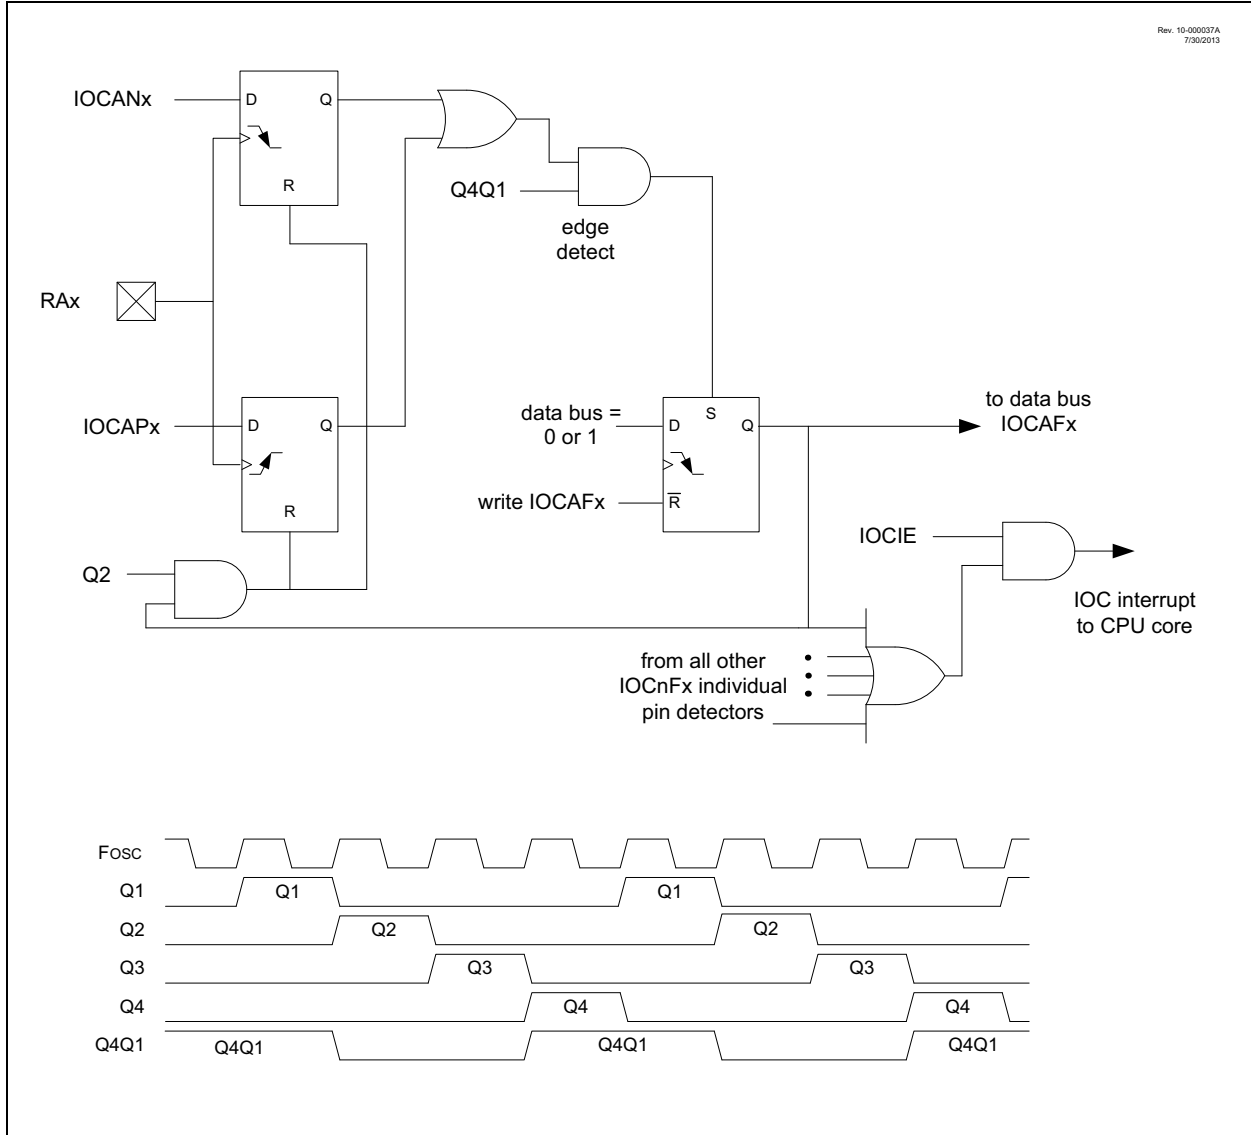 Rev. 10-000037A
7/30/2013
IOCANx
D
Q
R
Q4Q1
edge
detect
RAx
IOCAPx
D
Q
R
data bus =
0 or 1
S
D
Q
to data bus
IOCAFx
write IOCAFx
R
IOCIE
Q2
IOC interrupt
to CPU core
from all other
IOCnFx individual
pin detectors
FOSC
Q1
Q1
Q1
Q2
Q2
Q2
Q3
Q3
Q3
Q4
Q4
Q4
Q4Q1
Q4Q1
Q4Q1
Q4Q1